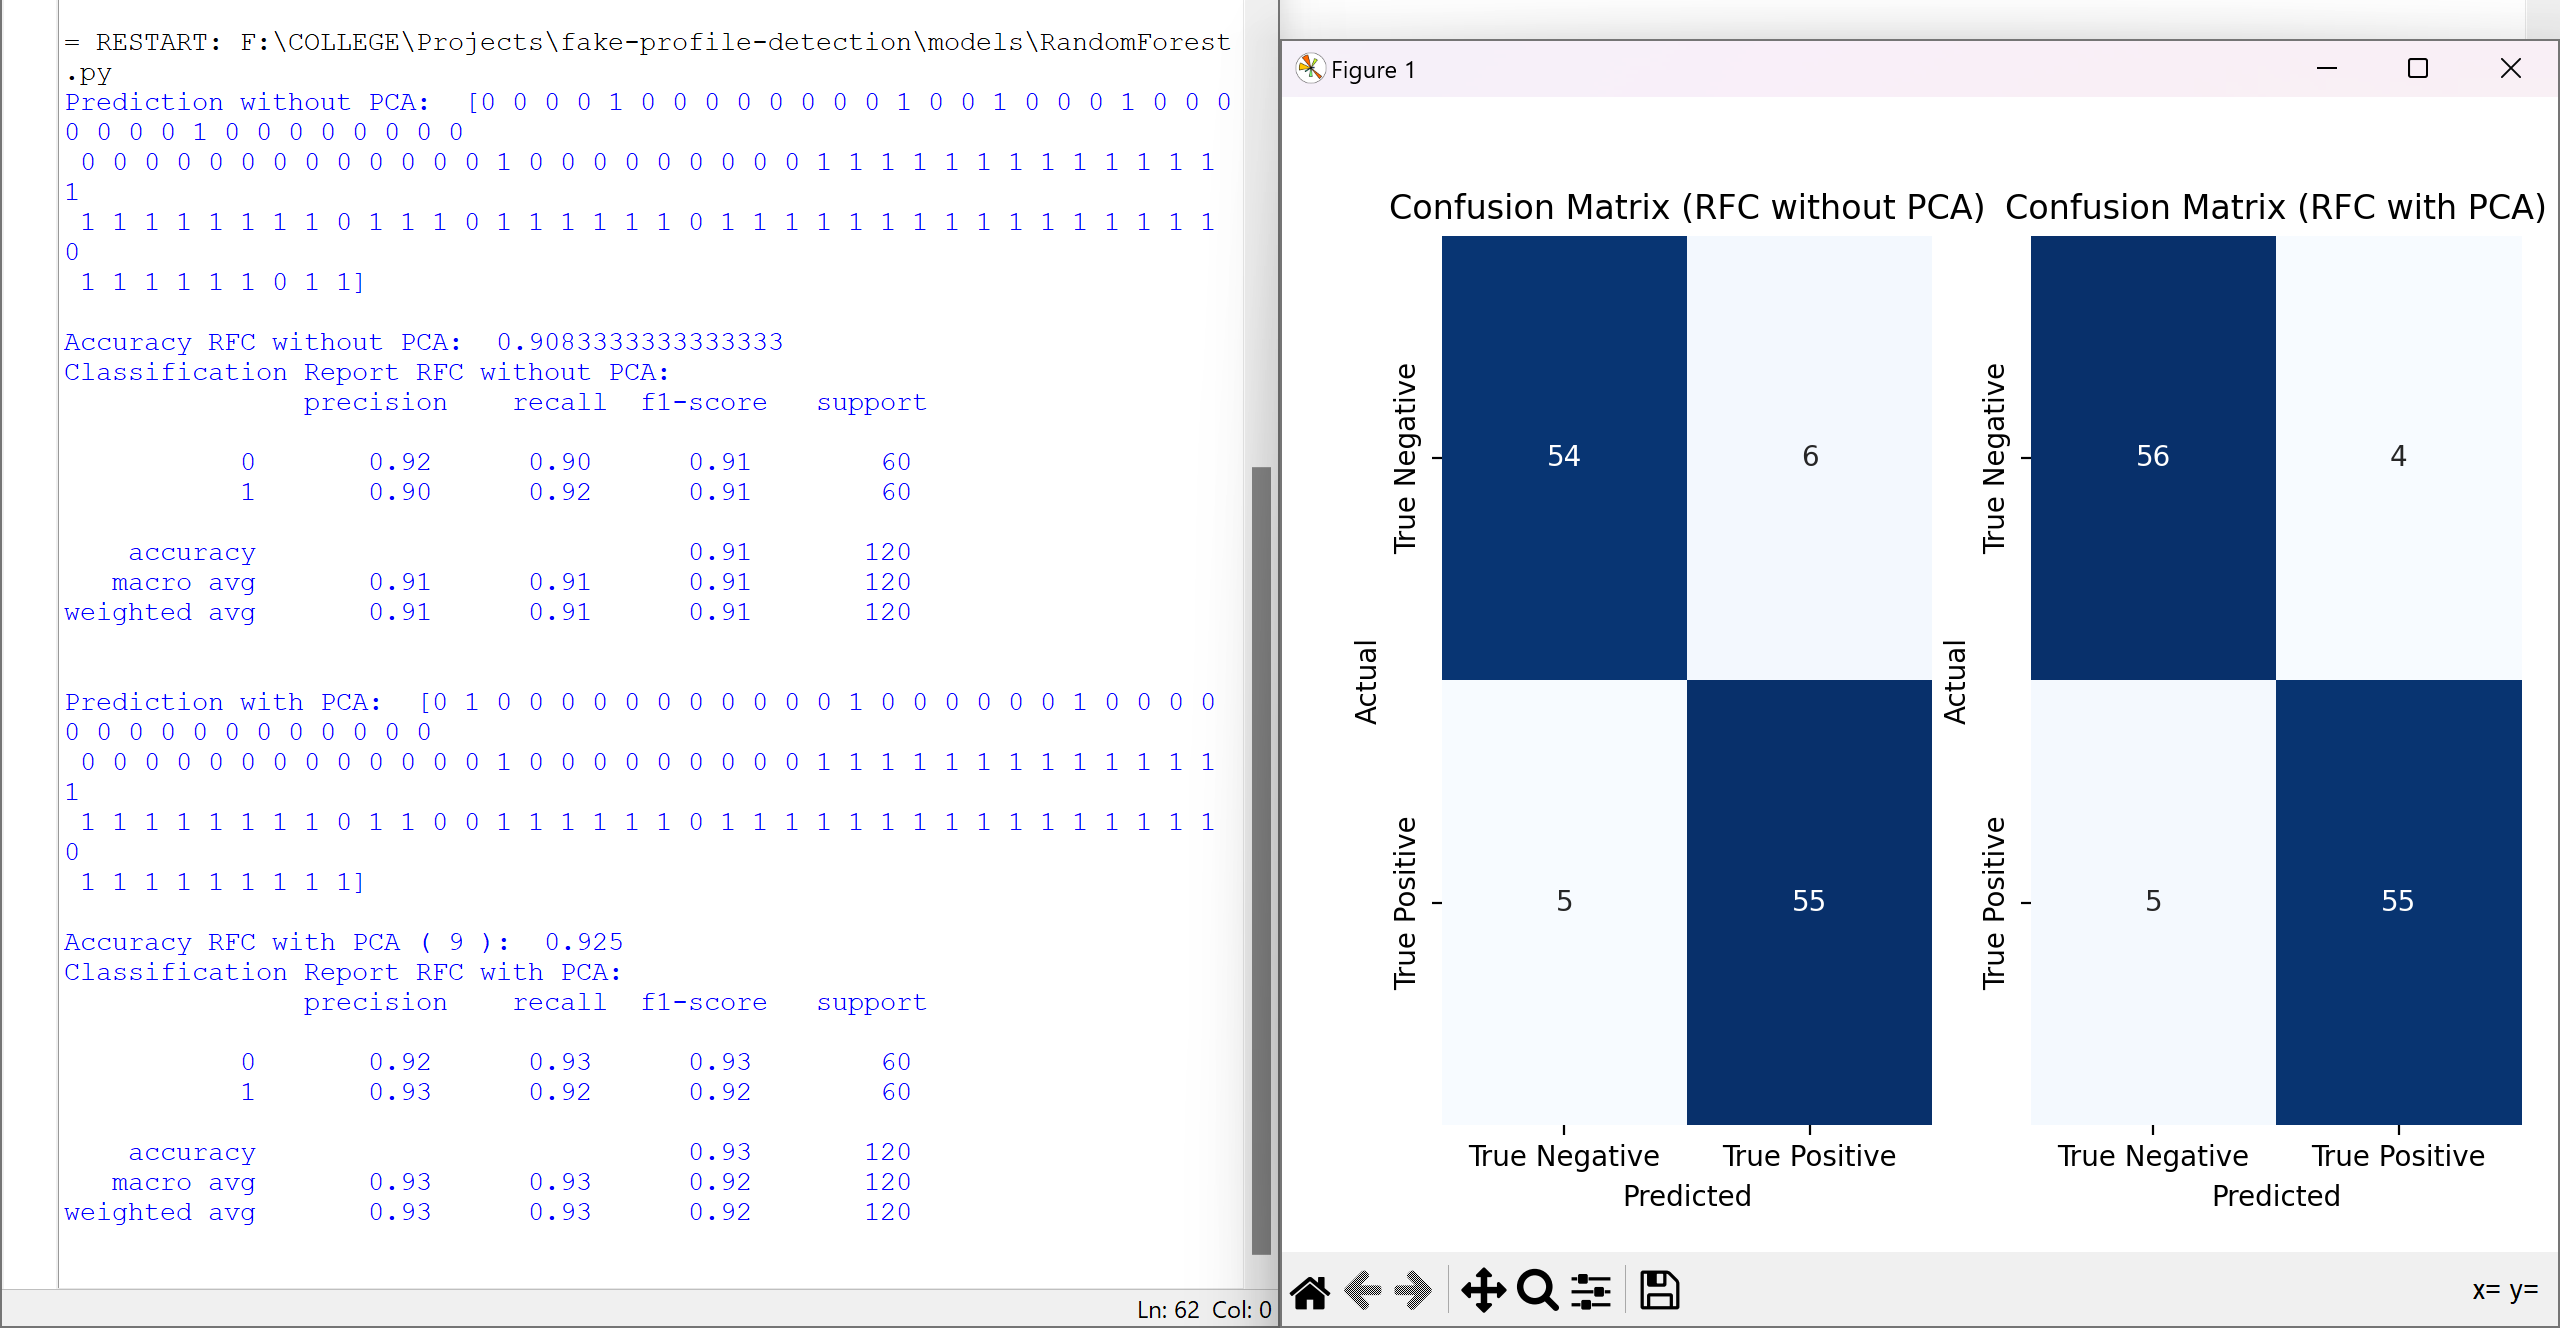 = RESTART: F:\COLLEGE\Projects\fake-profile-detection\models\RandomForest
.py
Prediction without PCA:  [0 0 0 0 1 0 0 0 0 0 0 0 0 1 0 0 1 0 0 0 1 0 0 0
0 0 0 0 1 0 0 0 0 0 0 0 0
 0 0 0 0 0 0 0 0 0 0 0 0 0 1 0 0 0 0 0 0 0 0 0 1 1 1 1 1 1 1 1 1 1 1 1 1
1
 1 1 1 1 1 1 1 1 0 1 1 1 0 1 1 1 1 1 1 0 1 1 1 1 1 1 1 1 1 1 1 1 1 1 1 1
0
 1 1 1 1 1 1 0 1 1]
Accuracy RFC without PCA:  0.9083333333333333
Classification Report RFC without PCA:
precision    recall  f1-score   support
0       0.92      0.90      0.91        60
1       0.90      0.92      0.91        60
accuracy                           0.91       120
macro avg       0.91      0.91      0.91       120
weighted avg       0.91      0.91      0.91       120
Prediction with PCA:  [0 1 0 0 0 0 0 0 0 0 0 0 0 1 0 0 0 0 0 0 1 0 0 0 0
0 0 0 0 0 0 0 0 0 0 0 0
 0 0 0 0 0 0 0 0 0 0 0 0 0 1 0 0 0 0 0 0 0 0 0 1 1 1 1 1 1 1 1 1 1 1 1 1
1
 1 1 1 1 1 1 1 1 0 1 1 0 0 1 1 1 1 1 1 0 1 1 1 1 1 1 1 1 1 1 1 1 1 1 1 1
0
 1 1 1 1 1 1 1 1 1]
Accuracy RFC with PCA ( 9 ):  0.925
Classification Report RFC with PCA:
precision    recall  f1-score   support
0       0.92      0.93      0.93        60
1       0.93      0.92      0.92        60
accuracy                           0.93       120
macro avg       0.93      0.93      0.92       120
weighted avg       0.93      0.93      0.92       120
Ln: 62 Col: 0
Figure 1
Confusion Matrix (RFC without PCA)
Actual
True Negative
True Positive
54 6
5 55
True Negative True Positive
Predicted
Confusion Matrix (RFC with PCA)
Actual
True Negative
True Positive
56 4
5 55
True Negative True Positive
Predicted
x= y=